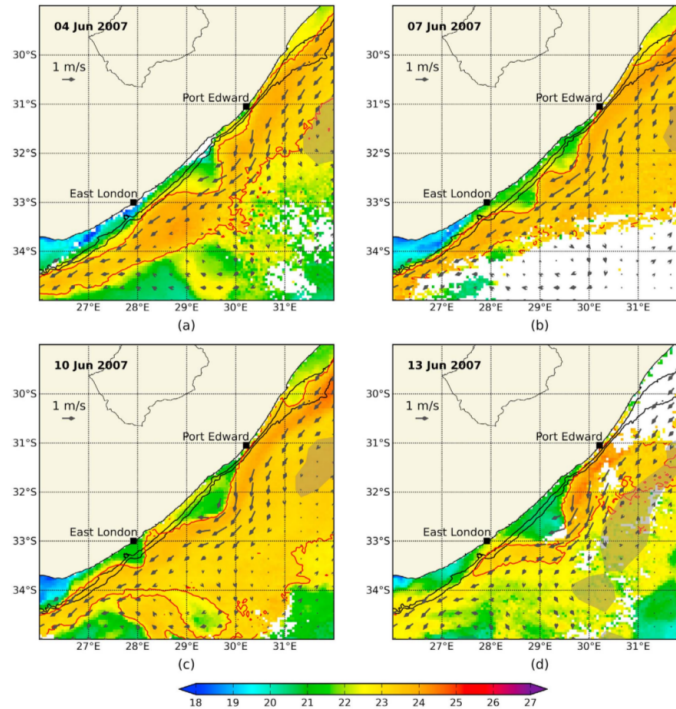 04 Jun 2007
1 m/s
Port Edward
East London
30°S
31°S
32°S
33°S
34°S
27°E 28°E 29°E 30°E 31°E
(a)
07 Jun 2007
1 m/s
Port Edward
East London
30°S
31°S
32°S
33°S
34°S
27°E 28°E 29°E 30°E 31°E
(b)
10 Jun 2007
1 m/s
Port Edward
East London
30°S
31°S
32°S
33°S
34°S
27°E 28°E 29°E 30°E 31°E
(c)
13 Jun 2007
1 m/s
Port Edward
East London
30°S
31°S
32°S
33°S
34°S
27°E 28°E 29°E 30°E 31°E
(d)
18 19 20 21 22 23 24 25 26 27